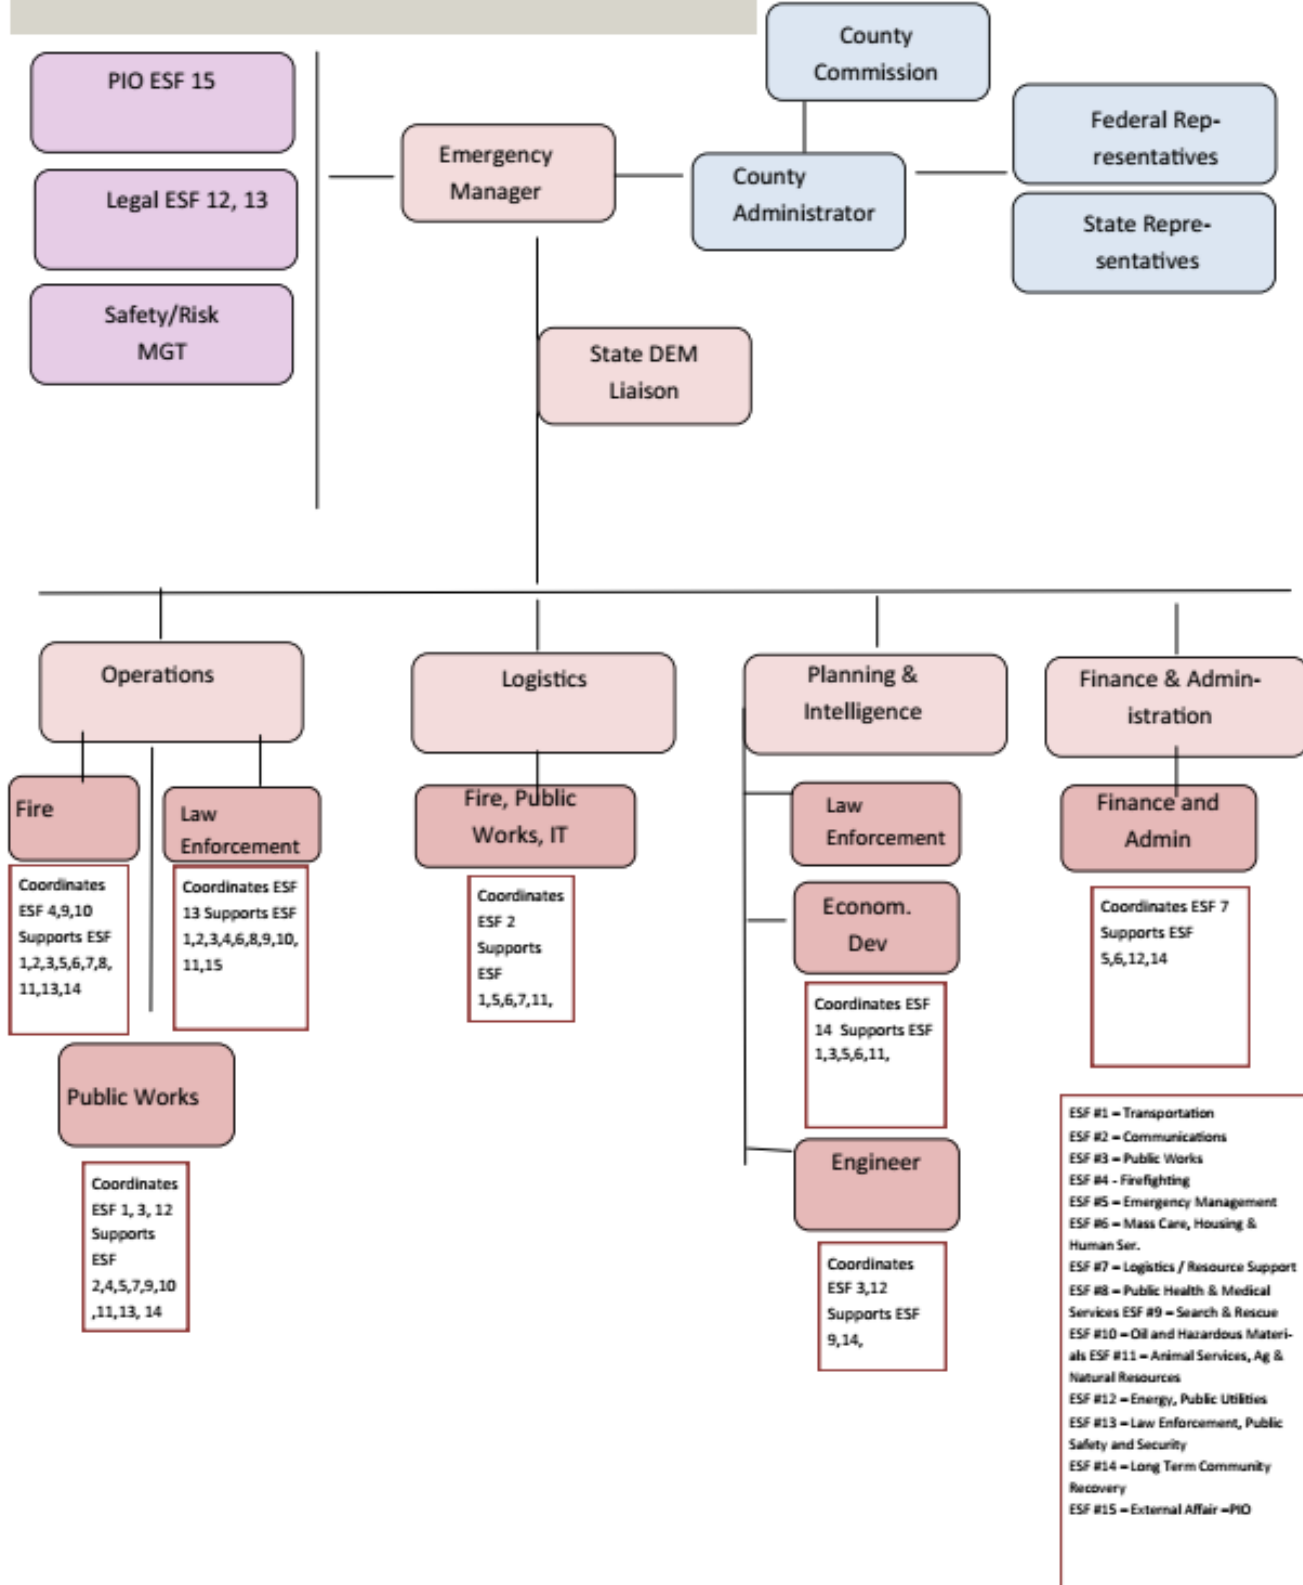 County
Commission
PIO ESF 15
Federal Rep-
resentatives
Emergency
Manager
County
Administrator
Legal ESF 12, 13
State Repre-
sentatives
Safety/Risk
MGT
State DEM
Liaison
Operations
Logistics
Planning &
Intelligence
Finance & Admin-
istration
Fire
Law
Enforcement
Coordinates
ESF 4,9,10
Supports ESF
1,2,3,5,6,7,8,
11,13,14
Coordinates ESF
13 Supports ESF
1,2,3,4,6,8,9,10,
11,15
Public Works
Coordinates
ESF 1, 3, 12
Supports
ESF
2,4,5,7,9,10
,11,13, 14
Fire, Public
Works, IT
Coordinates
ESF 2
Supports
ESF
1,5,6,7,11,
Law
Enforcement
Econom.
Dev
Coordinates ESF
14 Supports ESF
1,3,5,6,11,
Engineer
Coordinates
ESF 3,12
Supports ESF
9,14,
Finance and
Admin
Coordinates ESF 7
Supports ESF
5,6,12,14
ESF #1 – Transportation
ESF #2 – Communications
ESF #3 – Public Works
ESF #4 - Firefighting
ESF #5 – Emergency Management
ESF #6 – Mass Care, Housing &
Human Ser.
ESF #7 – Logistics / Resource Support
ESF #8 – Public Health & Medical
Services ESF #9 – Search & Rescue
ESF #10 – Oil and Hazardous Materi-
als ESF #11 – Animal Services, Ag &
Natural Resources
ESF #12 – Energy, Public Utilities
ESF #13 – Law Enforcement, Public
Safety and Security
ESF #14 – Long Term Community
Recovery
ESF #15 – External Affair –PIO